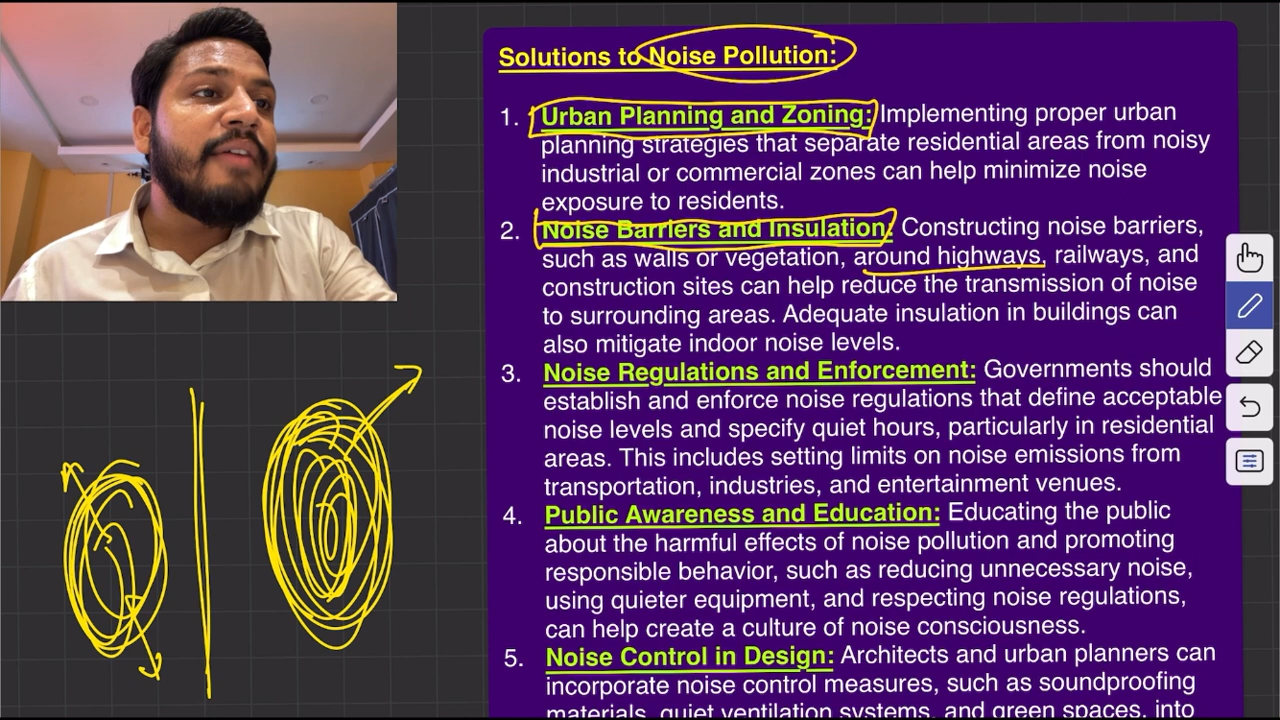 Solutions to Noise Pollution:
1. Urban Planning and Zoning: Implementing proper urban
planning strategies that separate residential areas from noisy
industrial or commercial zones can help minimize noise
exposure to residents.
2. Noise Barriers and Insulation: Constructing noise barriers,
such as walls or vegetation, around highways, railways, and
construction sites can help reduce the transmission of noise
to surrounding areas. Adequate insulation in buildings can
also mitigate indoor noise levels.
3. Noise Regulations and Enforcement: Governments should
establish and enforce noise regulations that define acceptable
noise levels and specify quiet hours, particularly in residential
areas. This includes setting limits on noise emissions from
transportation, industries, and entertainment venues.
4. Public Awareness and Education: Educating the public
about the harmful effects of noise pollution and promoting
responsible behavior, such as reducing unnecessary noise,
using quieter equipment, and respecting noise regulations,
can help create a culture of noise consciousness.
5. Noise Control in Design: Architects and urban planners can
incorporate noise control measures, such as soundproofing
materials, quiet ventilation systems, and green spaces, into